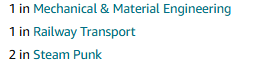 1 in Mechanical & Material Engineering
1 in Railway Transport
2 in Steam Punk